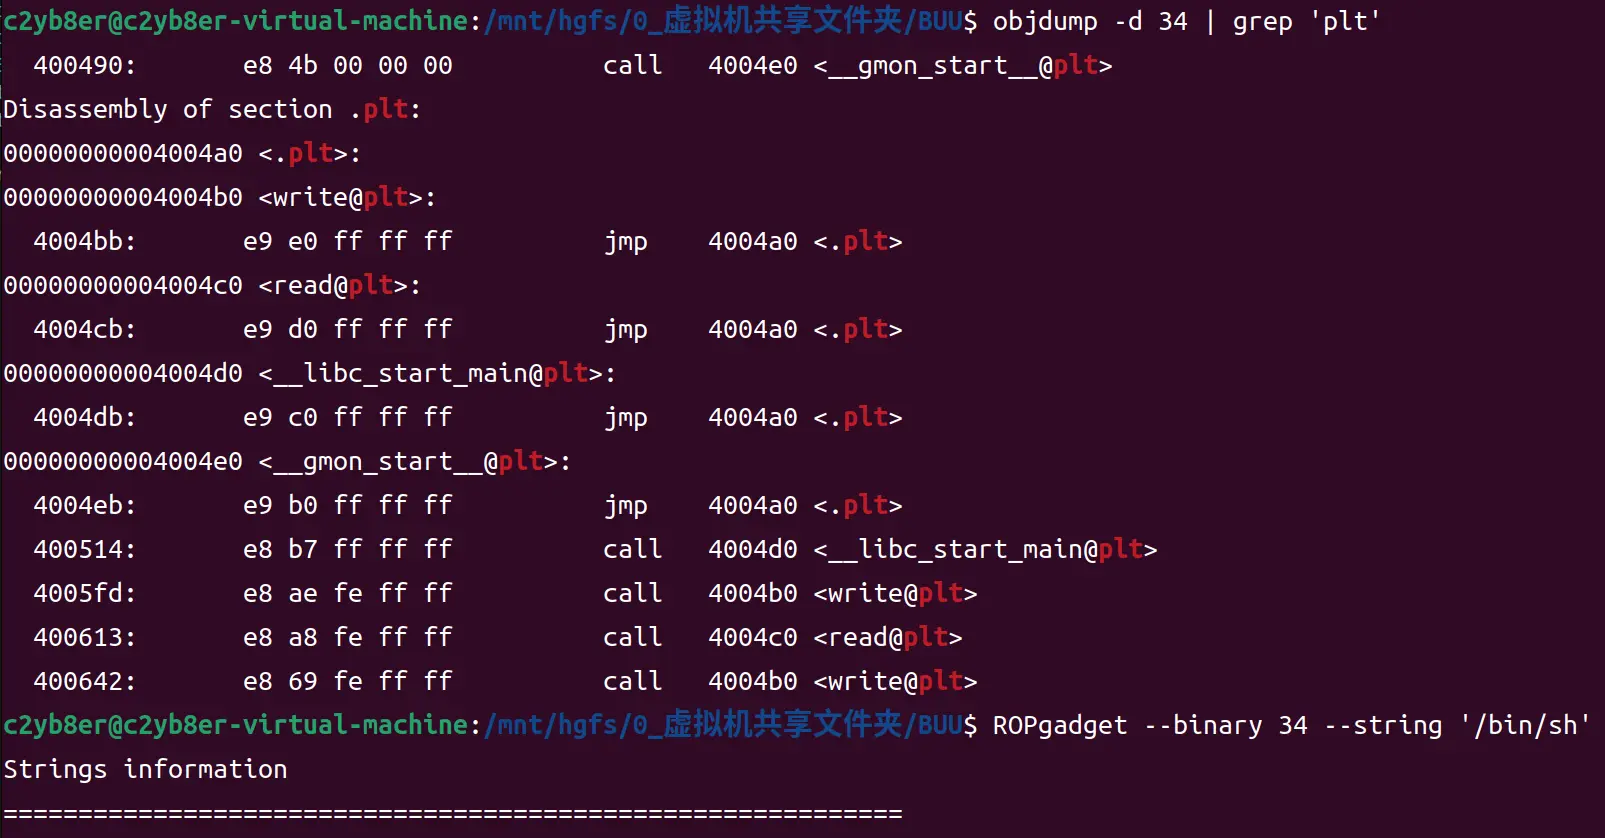 c2yb8er@c2yb8er-virtual-machine:/mnt/hgfs/0_虚拟机共享文件夹/BUU$ objdump -d 34 | grep 'plt'
  400490:       e8 4b 00 00 00          call   4004e0 <__gmon_start__@plt>
Disassembly of section .plt:
00000000004004a0 <.plt>:
00000000004004b0 <write@plt>:
  4004bb:       e9 e0 ff ff ff          jmp    4004a0 <.plt>
00000000004004c0 <read@plt>:
  4004cb:       e9 d0 ff ff ff          jmp    4004a0 <.plt>
00000000004004d0 <__libc_start_main@plt>:
  4004db:       e9 c0 ff ff ff          jmp    4004a0 <.plt>
00000000004004e0 <__gmon_start__@plt>:
  4004eb:       e9 b0 ff ff ff          jmp    4004a0 <.plt>
  400514:       e8 b7 ff ff ff          call   4004d0 <__libc_start_main@plt>
  4005fd:       e8 ae fe ff ff          call   4004b0 <write@plt>
  400613:       e8 a8 fe ff ff          call   4004c0 <read@plt>
  400642:       e8 69 fe ff ff          call   4004b0 <write@plt>
c2yb8er@c2yb8er-virtual-machine:/mnt/hgfs/0_虚拟机共享文件夹/BUU$ ROPgadget --binary 34 --string '/bin/sh'
Strings information
============================================================